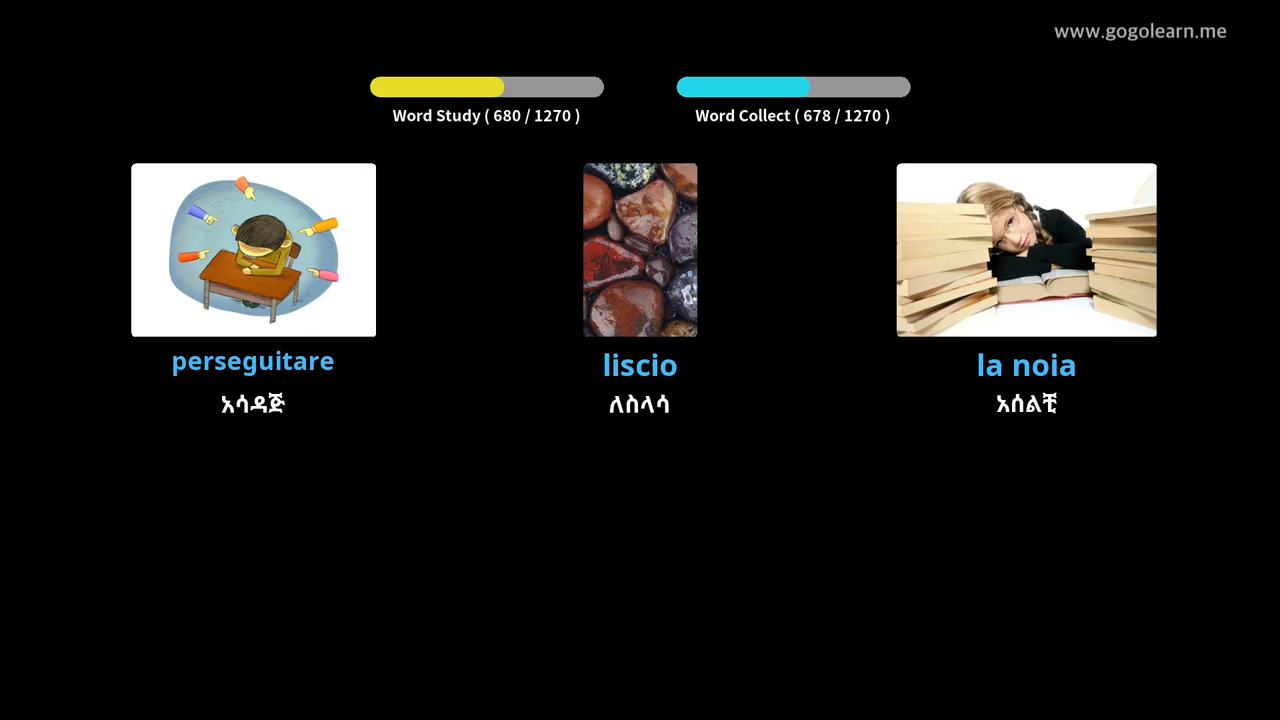 www.gogolearn.me
Word Study ( 680 / 1270 )
Word Collect ( 678 / 1270 )
perseguitare
liscio
la noia
አሳዳጅ
ለስላሳ
አሰልቺ